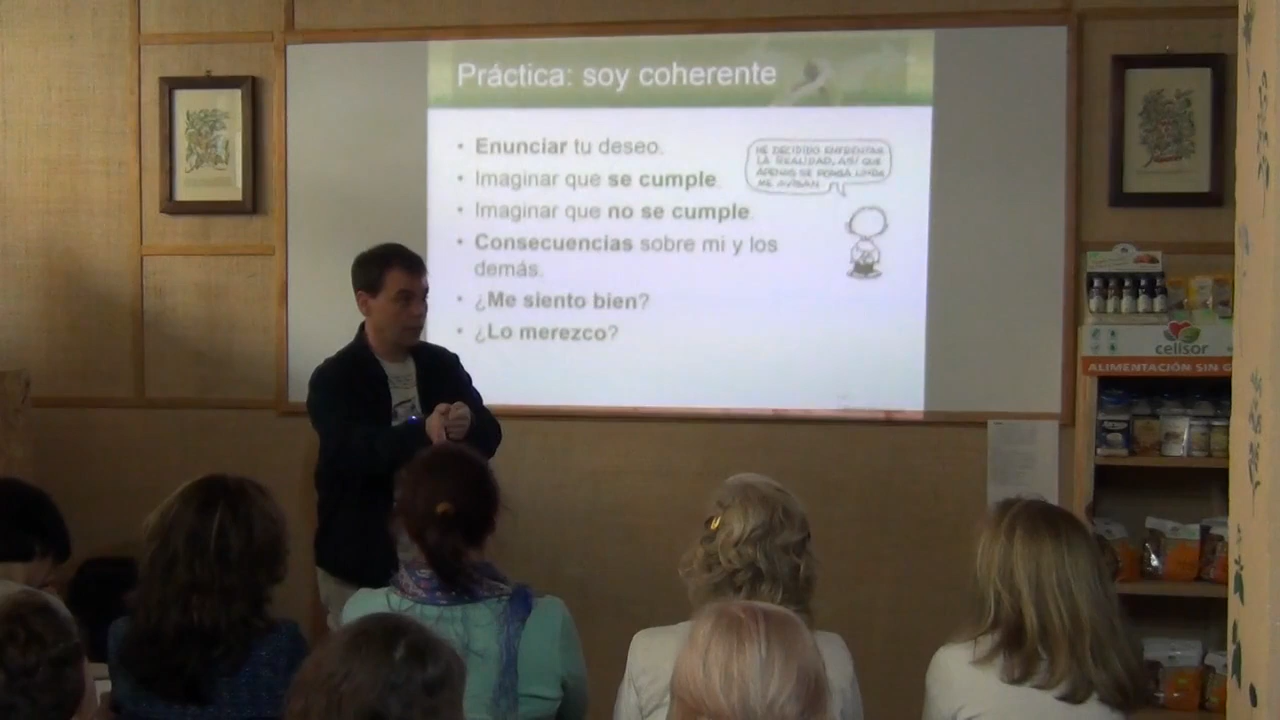 Práctica: soy coherente
• Enunciar tu deseo.
• Imaginar que se cumple.
• Imaginar que no se cumple.
• Consecuencias sobre mi y los
demás.
• ¿Me siento bien?
• ¿Lo merezco?
HE DECIDIDO ENFRENTAR
LA REALIDAD, ASÍ QUE
APENAS SE PONGA LINDA
ME AVISAN
celisor
ALIMENTACIÓN SIN G